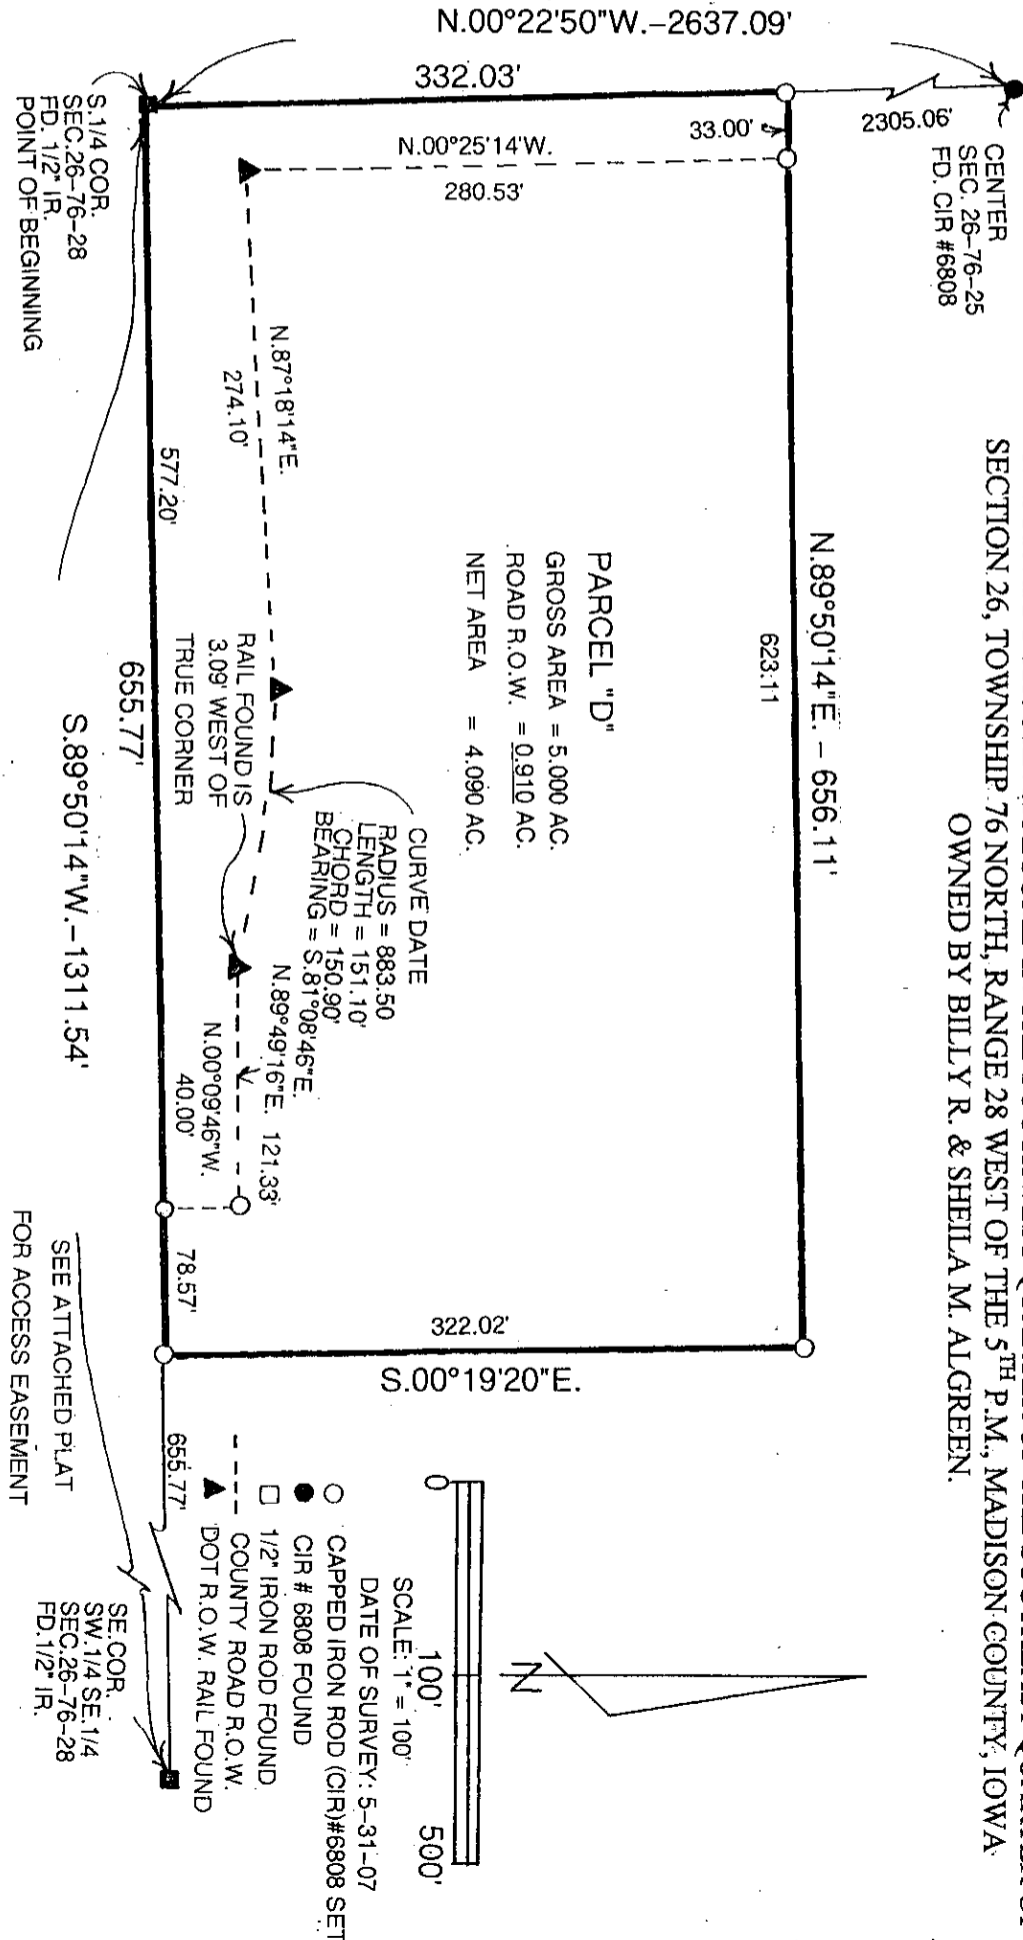 SECTION 26, TOWNSHIP 76 NORTH, RANGE 28 WEST OF THE 5TH P.M., MADISON COUNTY, IOWA
OWNED BY BILLY R. & SHEILA M. ALGREEN.
CENTER
SEC. 26-76-25
FD. CIR #6808
2305.06'
N.00°22'50"W.-2637.09'
332.03'
33.00'
N.00°25'14'W.
280.53'
N.89°50'14"E. - 656.11'
623.11
PARCEL "D"
GROSS AREA = 5.000 AC.
ROAD R.O.W. = 0.910 AC.
NET AREA = 4.090 AC.
N.87°18'14"E.
274.10'
CURVE DATE
RADIUS = 883.50
LENGTH = 151.10'
CHORD = 150.90'
BEARING = S.81°08'46"E.
RAIL FOUND IS
3.09' WEST OF
TRUE CORNER
N.89°49'16"E. 121.33'
N.00°09'46"W.
40.00'
322.02'
S.00°19'20"E.
577.20'
78.57'
655.77'
655.77'
S.89°50'14"W.-1311.54'
S.1/4 COR.
SEC.26-76-28
FD. 1/2" IR.
POINT OF BEGINNING
SEE ATTACHED PLAT
FOR ACCESS EASEMENT
SE.COR.
SW.1/4 SE.1/4
SEC.26-76-28
FD.1/2" IR.
N
0 100' 500'
SCALE: 1" = 100'
DATE OF SURVEY: 5-31-07
CAPPED IRON ROD (CIR)#6808 SET
CIR # 6808 FOUND
1/2" IRON ROD FOUND
COUNTY ROAD R.O.W.
DOT R.O.W. RAIL FOUND